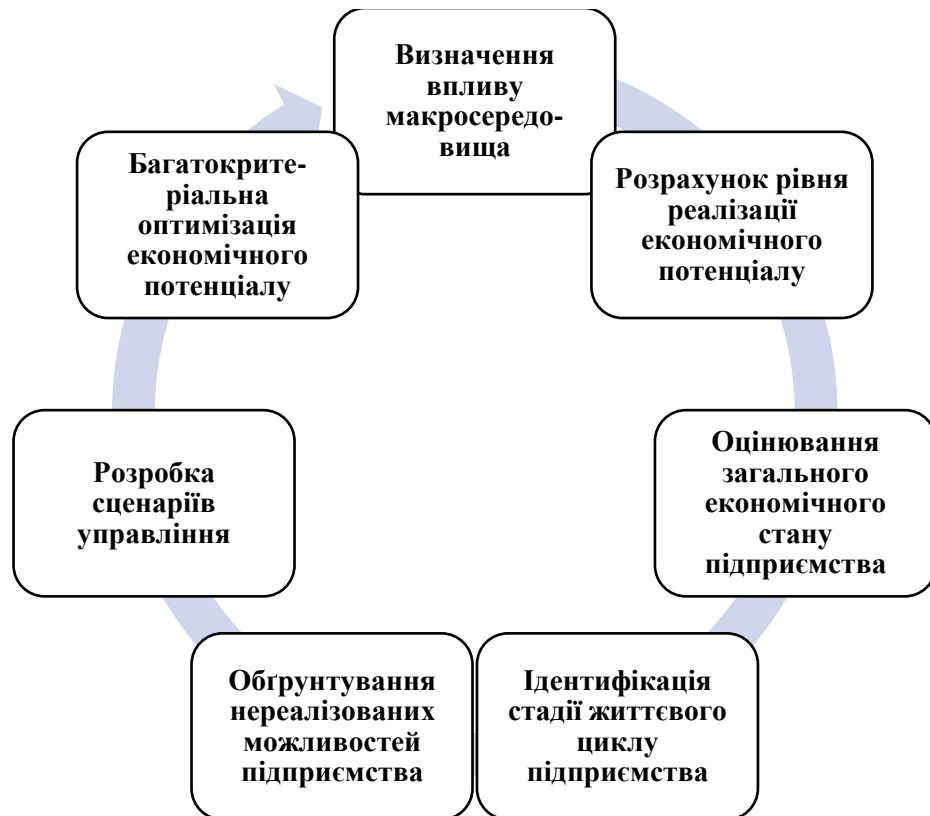 Визначення
впливу
макросередо-
вища
Розрахунок рівня
реалізації
економічного
потенціалу
Оцінювання
загального
економічного
стану
підприємства
Ідентифікація
стадії життєвого
циклу
підприємства
Обґрунтування
нереалізованих
можливостей
підприємства
Розробка
сценаріїв
управління
Багатокрите-
ріальна
оптимізація
економічного
потенціалу